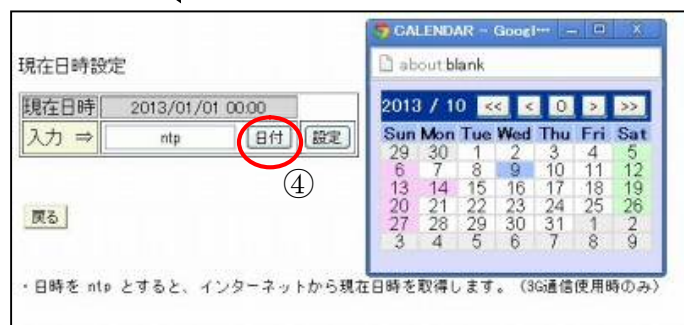 現在日時設定
現在日時 2013/01/01 00:00
入力 ⇒ ntp 日付 設定
④
戻る
・日時を ntp とすると、インターネットから現在日時を取得します。（3G通信使用時のみ）
CALENDAR - Googl…
about:blank
2013 / 10 << < 0 > >>
Sun Mon Tue Wed Thu Fri Sat
29 30 1 2 3 4 5
6 7 8 9 10 11 12
13 14 15 16 17 18 19
20 21 22 23 24 25 26
27 28 29 30 31 1 2
3 4 5 6 7 8 9